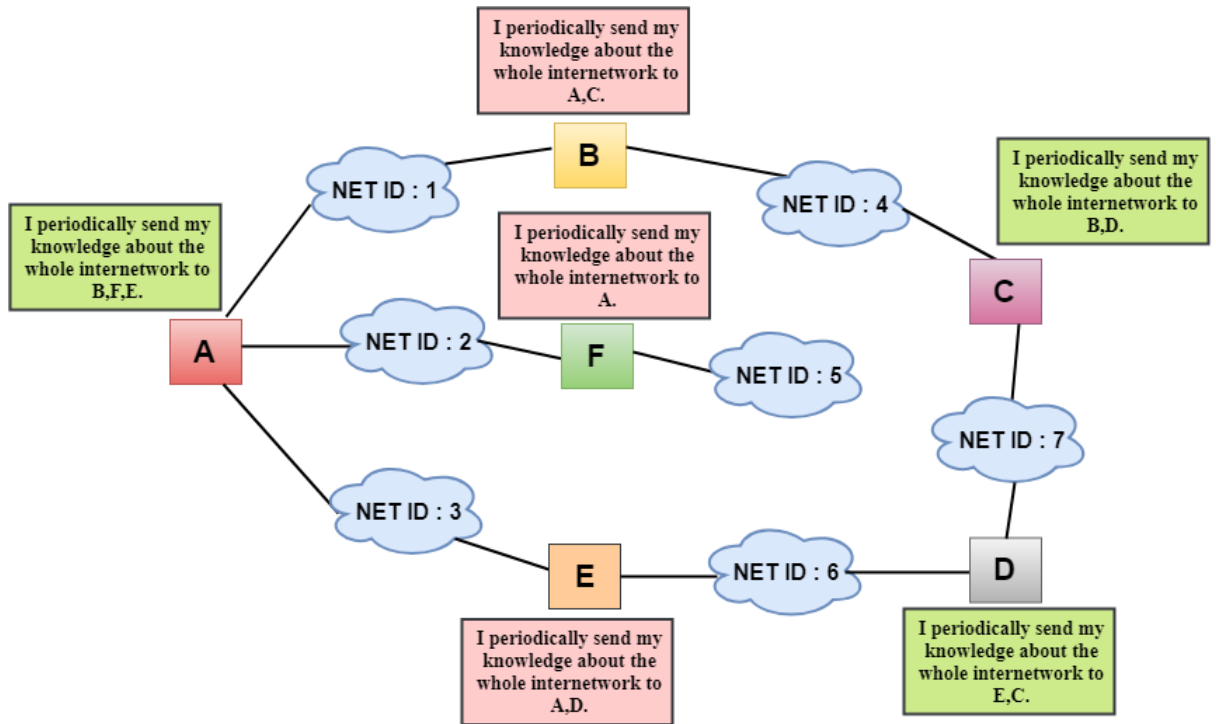 I periodically send my
knowledge about the
whole internetwork to
A,C.
B
NET ID : 1
NET ID : 4
I periodically send my
knowledge about the
whole internetwork to
B,D.
I periodically send my
knowledge about the
whole internetwork to
B,F,E.
I periodically send my
knowledge about the
whole internetwork to
A.
C
A
NET ID : 2
F
NET ID : 5
NET ID : 7
NET ID : 3
E
NET ID : 6
D
I periodically send my
knowledge about the
whole internetwork to
A,D.
I periodically send my
knowledge about the
whole internetwork to
E,C.